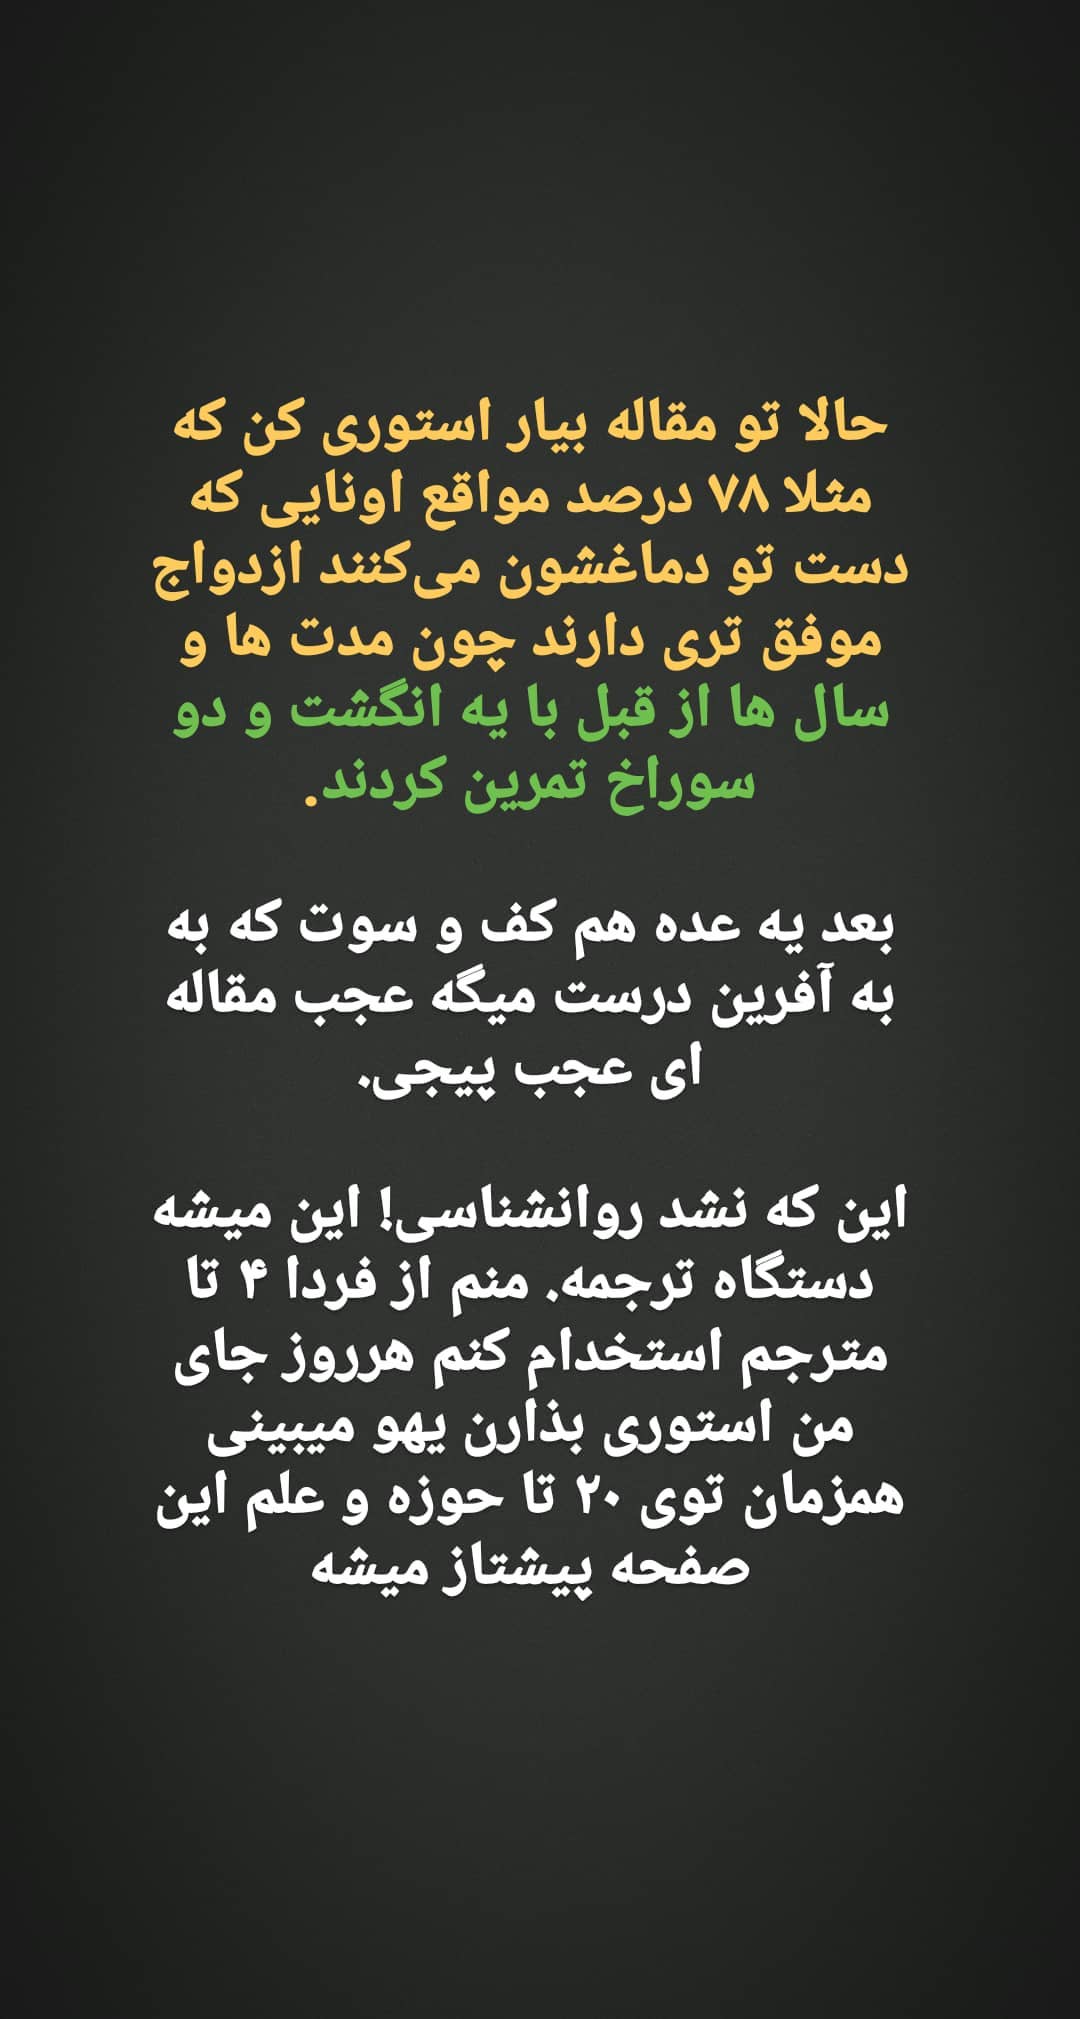 حالا تو مقاله بیار استوری کن که
مثلا ۷۸ درصد مواقع اونایی که
دست تو دماغشون می‌کنند ازدواج
موفق تری دارند چون مدت ها و
سال ها از قبل با یه انگشت و دو
سوراخ تمرین کردند.
بعد یه عده هم کف و سوت که به
به آفرین درست میگه عجب مقاله
ای عجب پیجی.
این که نشد روانشناسی! این میشه
دستگاه ترجمه. منم از فردا ۴ تا
مترجم استخدام کنم هرروز جای
من استوری بذارن یهو میبینی
همزمان توی ۲۰ تا حوزه و علم این
صفحه پیشتاز میشه